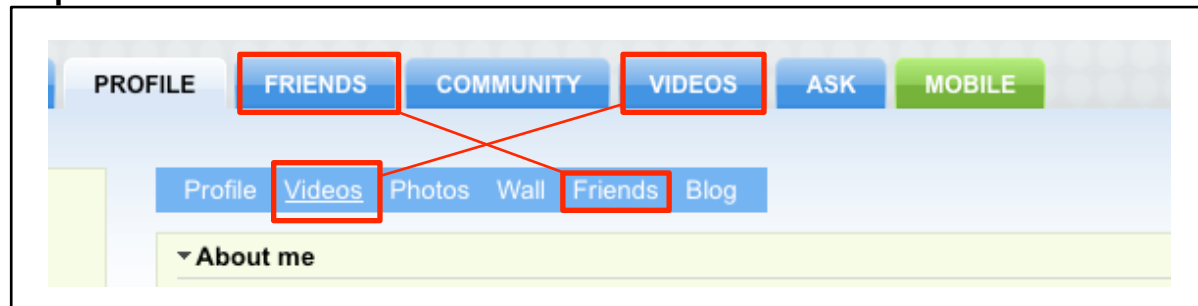 PROFILE FRIENDS COMMUNITY VIDEOS ASK MOBILE
Profile Videos Photos Wall Friends Blog
About me